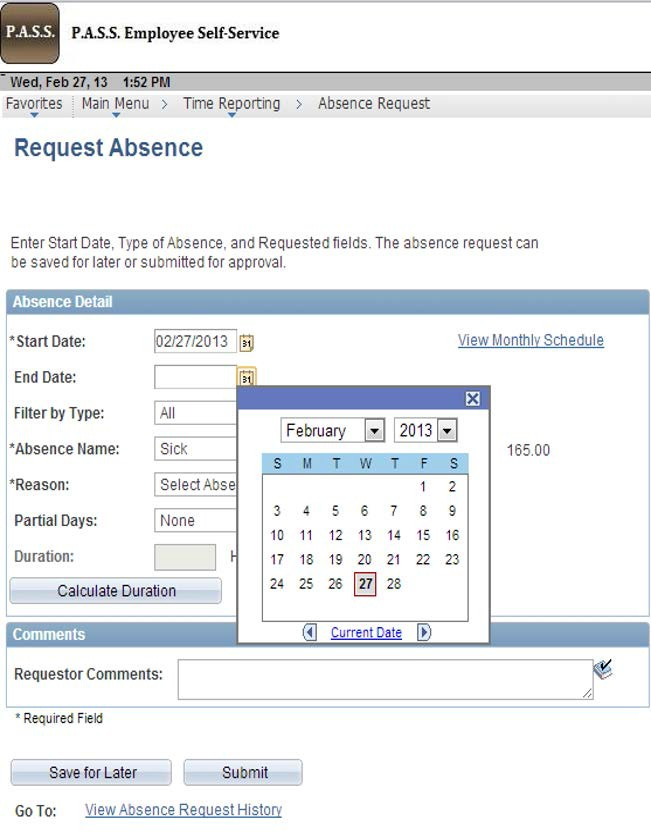 P.A.S.S. P.A.S.S. Employee Self-Service
Wed, Feb 27, 13 1:52 PM
Favorites Main Menu > Time Reporting > Absence Request
Request Absence
Enter Start Date, Type of Absence, and Requested fields. The absence request can
be saved for later or submitted for approval.
Absence Detail
*Start Date: 02/27/2013 31 View Monthly Schedule
End Date: 31
Filter by Type: All
*Absence Name: Sick 165.00
*Reason: Select Abse
Partial Days: None
Duration: H
Calculate Duration
February 2013
S M T W T F S
1 2
3 4 5 6 7 8 9
10 11 12 13 14 15 16
17 18 19 20 21 22 23
24 25 26 27 28
Current Date
Comments
Requestor Comments:
* Required Field
Save for Later Submit
Go To: View Absence Request History